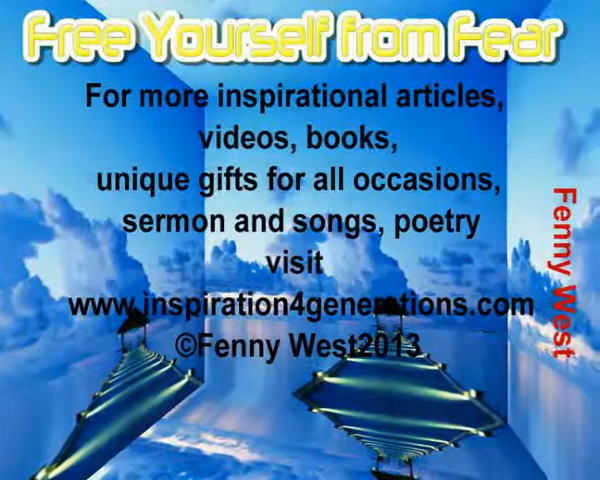 Free Yourself from Fear
For more inspirational articles,
videos, books,
unique gifts for all occasions,
sermon and songs, poetry
visit
www.inspiration4generations.com
©Fenny West2013
Fenny West